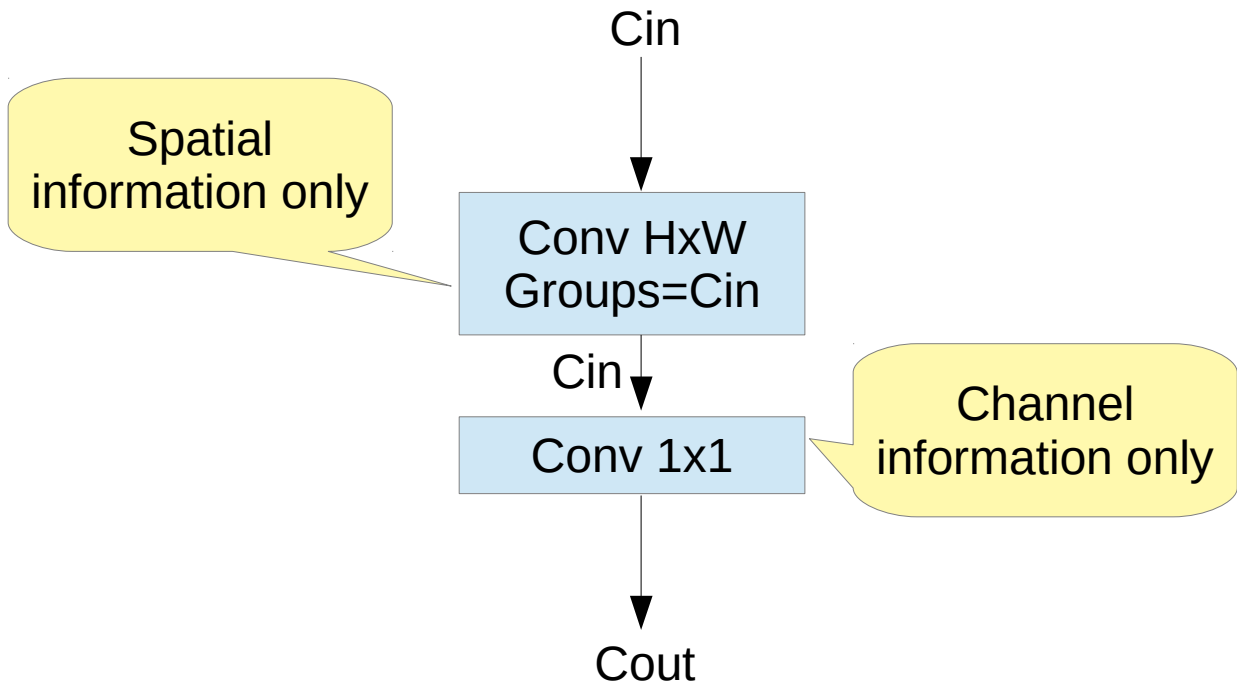 Cin
Spatial
information only
Conv HxW
Groups=Cin
Cin
Channel
information only
Conv 1x1
Cout